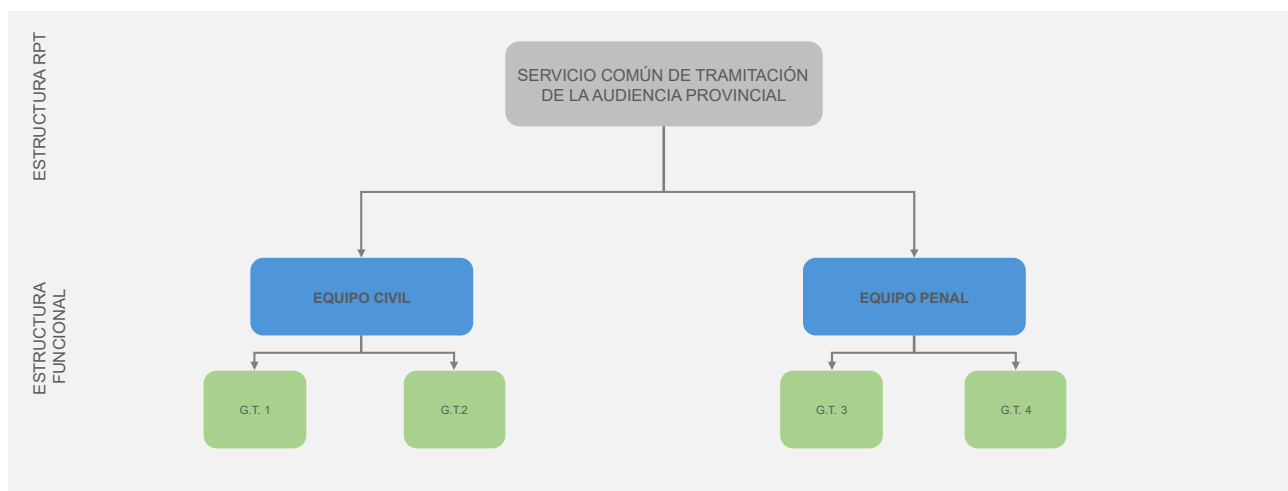 ESTRUCTURA RPT
SERVICIO COMÚN DE TRAMITACIÓN
DE LA AUDIENCIA PROVINCIAL
ESTRUCTURA
FUNCIONAL
EQUIPO CIVIL
EQUIPO PENAL
G.T. 1
G.T.2
G.T. 3
G.T. 4